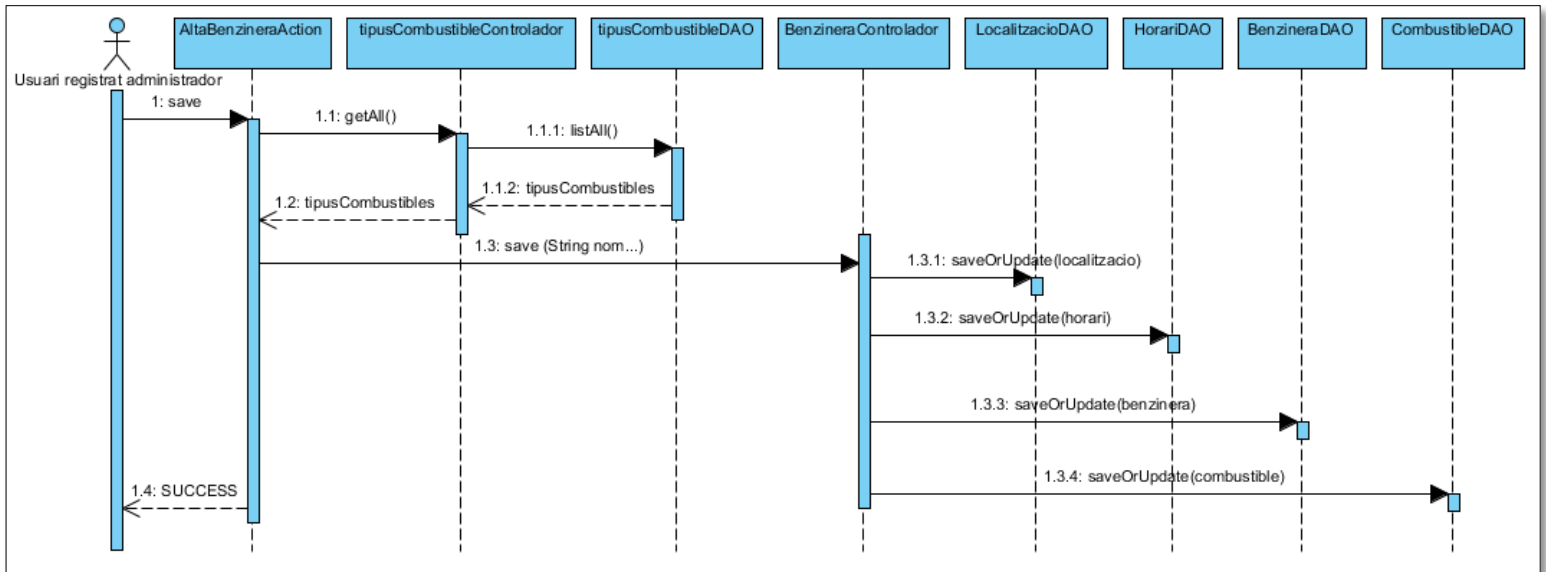 AltaBenzineraAction
tipusCombustibleControlador
tipusCombustibleDAO
BenzineraControlador
LocalitzacioDAO
HorariDAO
BenzineraDAO
CombustibleDAO
Usuari registrat administrador
1: save
1.1: getAll()
1.1.1: listAll()
1.1.2: tipusCombustibles
1.2: tipusCombustibles
1.3: save (String nom...)
1.3.1: saveOrUpdate(localitzacio)
1.3.2: saveOrUpdate(horari)
1.3.3: saveOrUpdate(benzinera)
1.3.4: saveOrUpdate(combustible)
1.4: SUCCESS